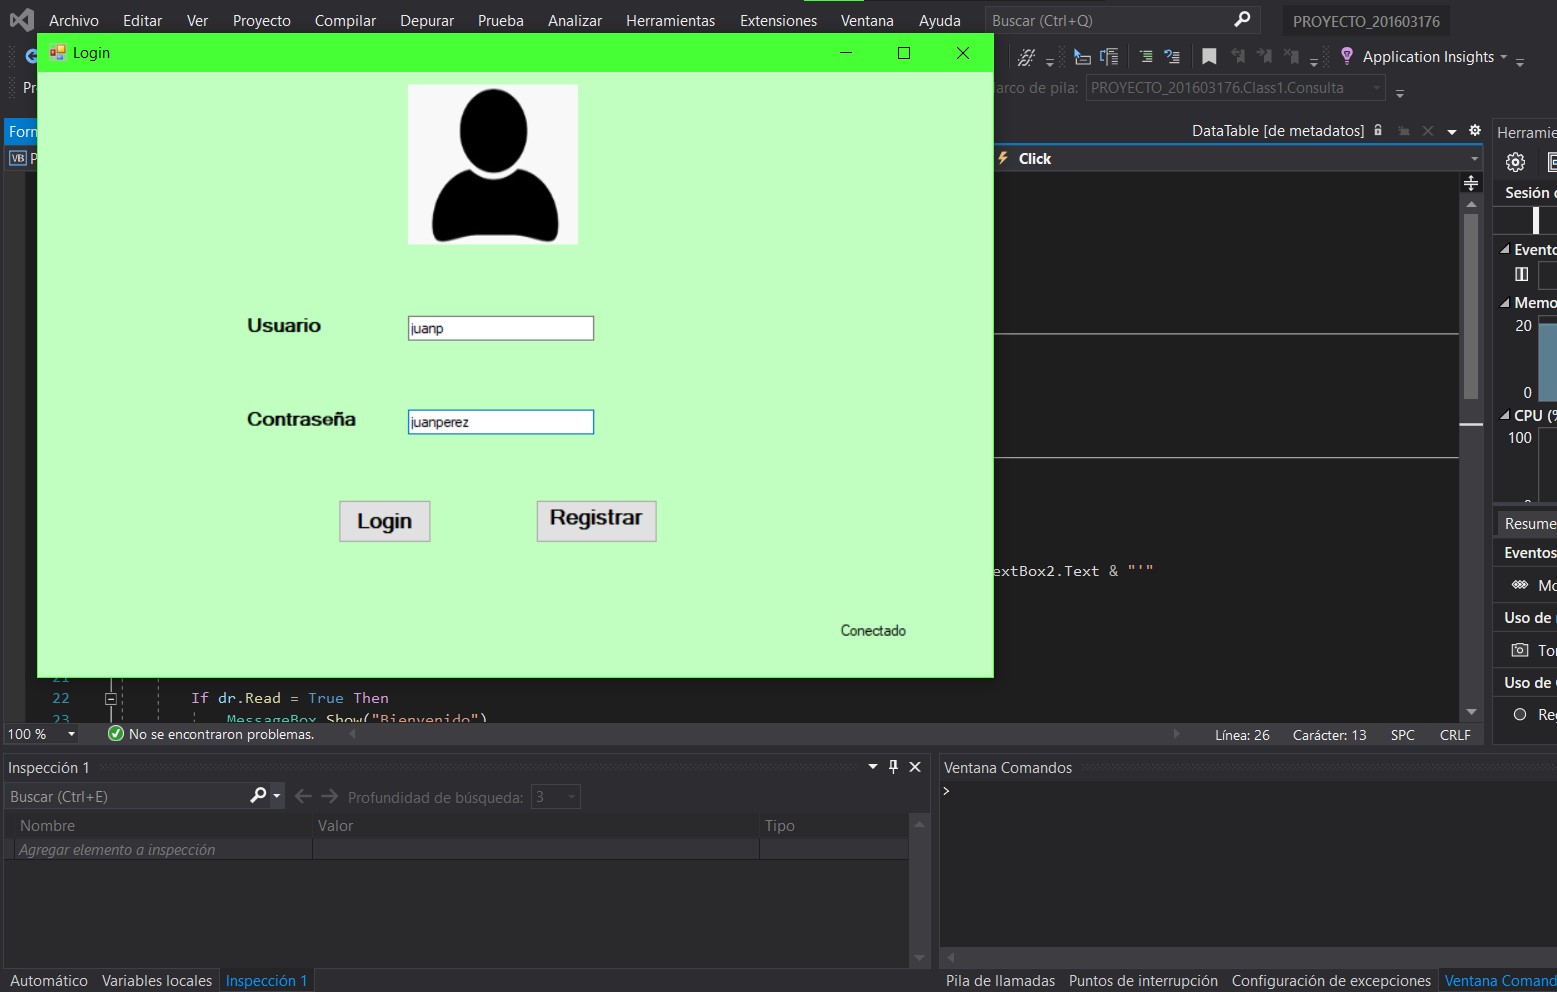 Archivo Editar Ver Proyecto Compilar Depurar Prueba Analizar Herramientas Extensiones Ventana Ayuda Buscar (Ctrl+Q) PROYECTO_201603176
Login
Application Insights
Pr
arco de pila: PROYECTO_201603176.Class1.Consulta
Forn
DataTable [de metadatos]
Herramie
VB P
Click
Sesión d
Evento
Memo
20
0
CPU (%
100
Usuario juanp
Contraseña juanperez
Login Registrar
Resume
Eventos
extBox2.Text & "'"
Mo
Uso de
Conectado
Tor
21
Uso de
22 If dr.Read = True Then
23 MessageBox.Show("Bienvenido")
Reg
100 % No se encontraron problemas. Línea: 26 Carácter: 13 SPC CRLF
Inspección 1
Buscar (Ctrl+E) Profundidad de búsqueda: 3
Nombre Valor Tipo
Agregar elemento a inspección
Ventana Comandos
>
Automático Variables locales Inspección 1
Pila de llamadas Puntos de interrupción Configuración de excepciones Ventana Comand